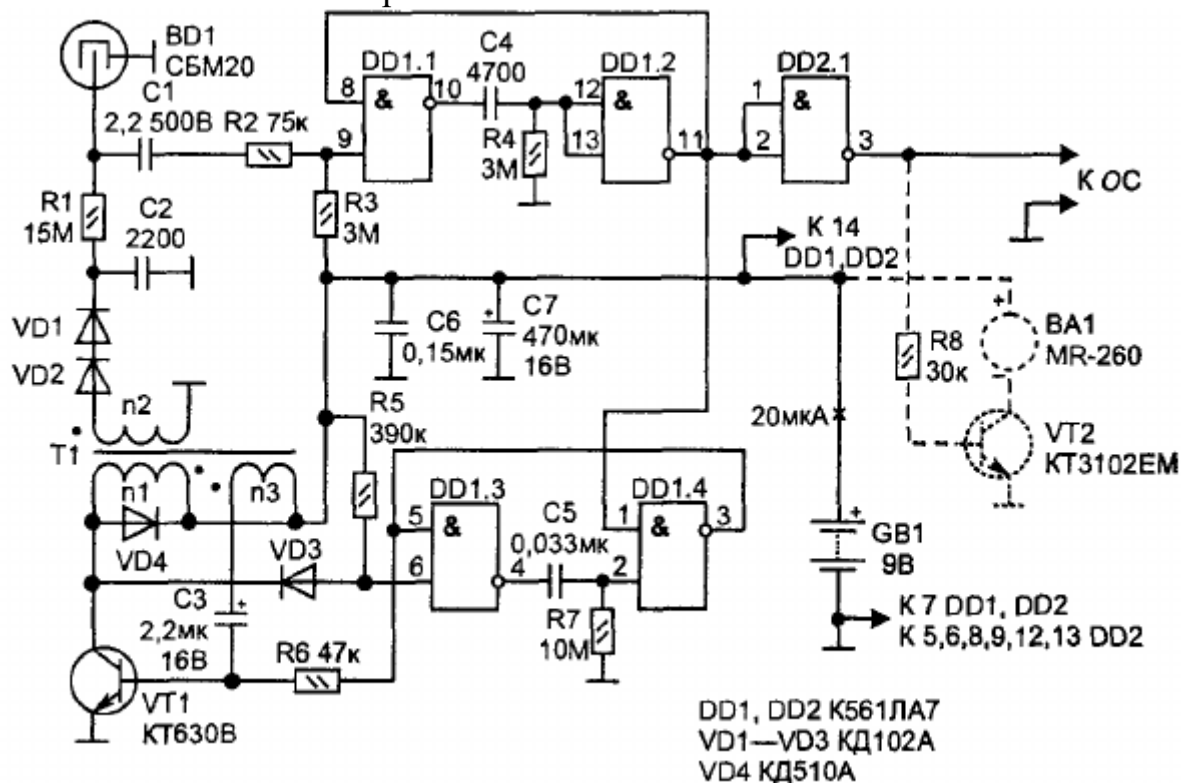 BD1
СБМ20
C1
2,2 500В
R2 75к
DD1.1
8
&
10
9
C4
4700
R4
3М
DD1.2
12
&
13
11
DD2.1
1
&
2
3
К ОС
R1
15М
C2
2200
R3
3М
К 14
DD1,DD2
VD1
VD2
C6
0,15мк
+
C7
470мк
16В
R8
30к
+
BA1
MR-260
n2
T1
n1
n3
R5
390к
20мкА
VT2
КТ3102ЕМ
VD4
VD3
DD1.3
5
&
6
4
C5
0,033мк
DD1.4
1
3
2
R7
10М
+
GB1
9В
C3
+
2,2мк
16В
R6 47к
К 7 DD1, DD2
К 5,6,8,9,12,13 DD2
VT1
КТ630В
DD1, DD2 К561ЛА7
VD1—VD3 КД102А
VD4 КД510А